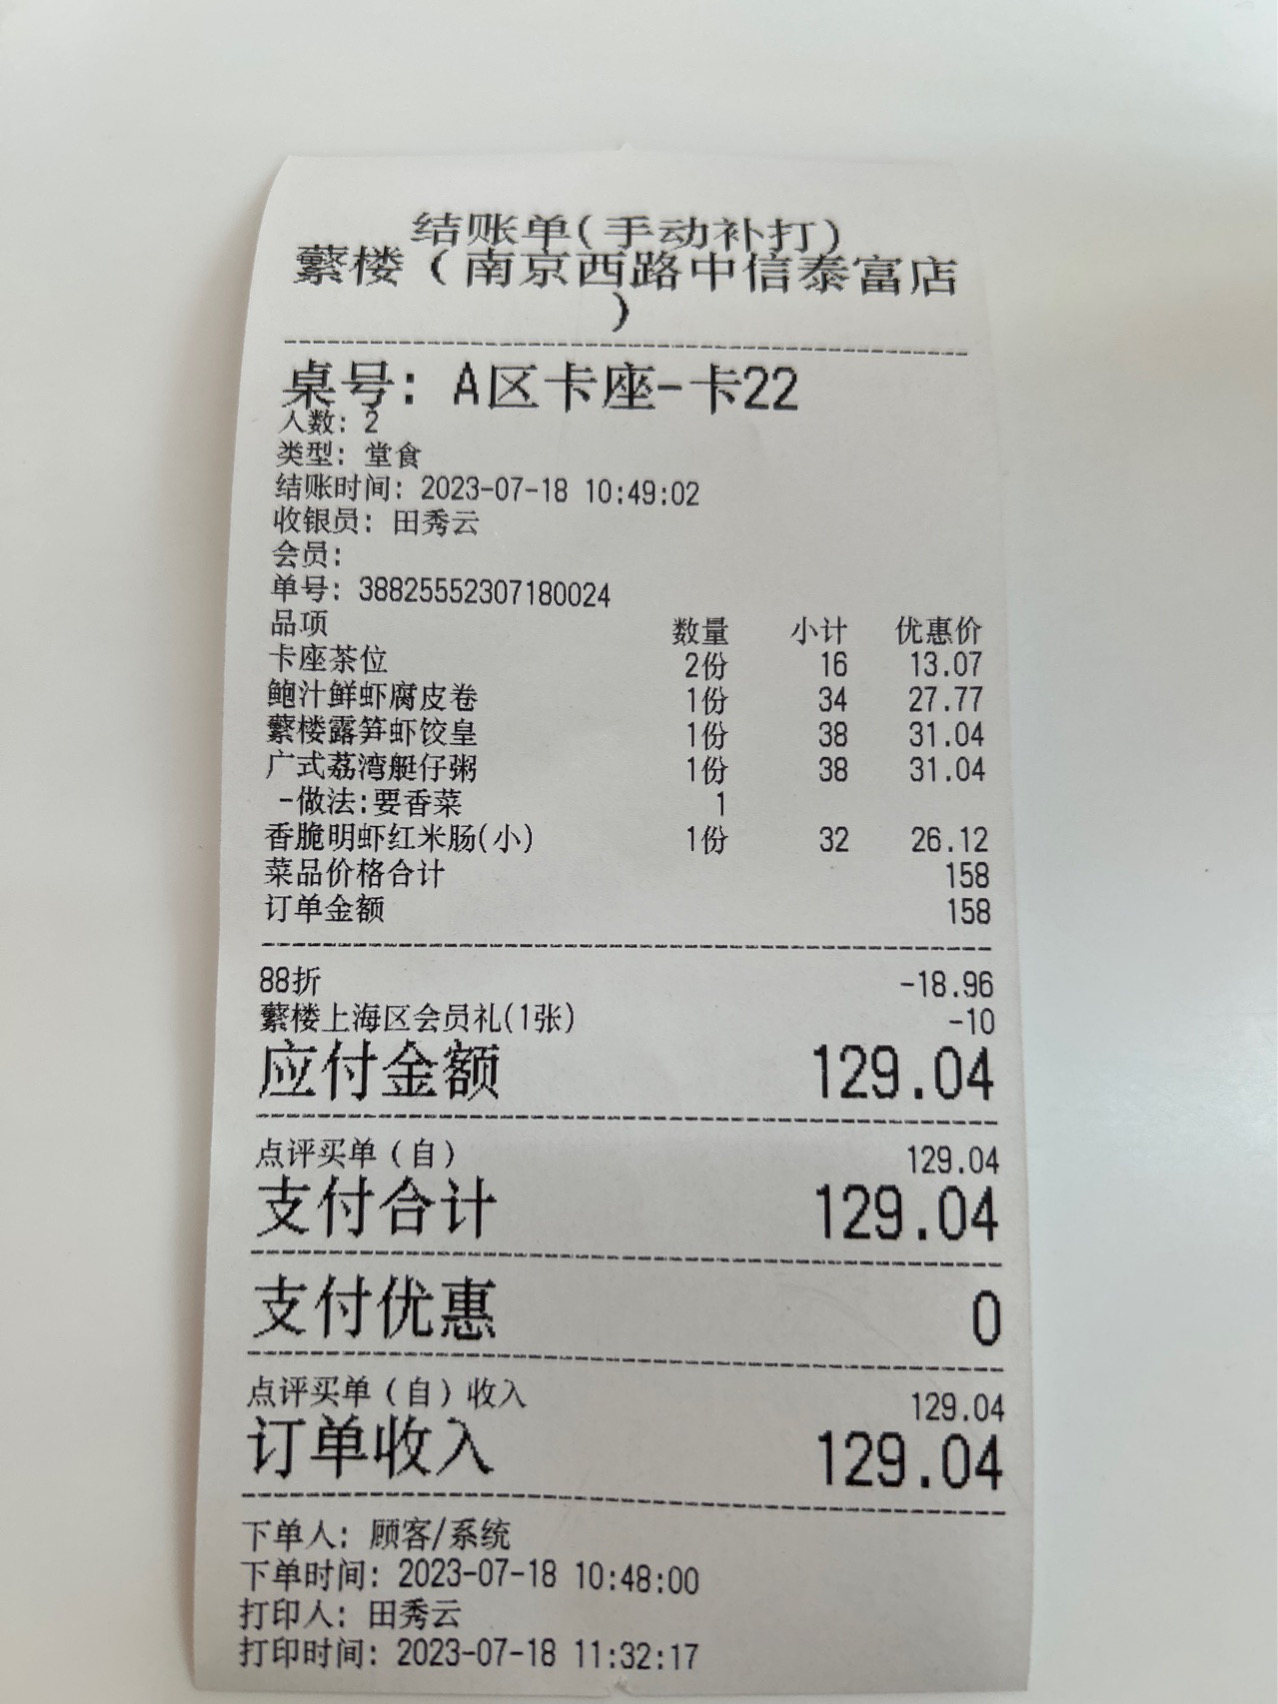 结账单(手动补打)
蘩楼（南京西路中信泰富店
）
桌号: A区卡座-卡22
人数: 2
类型: 堂食
结账时间: 2023-07-18 10:49:02
收银员: 田秀云
会员:
单号: 38825552307180024
品项 数量 小计 优惠价
卡座茶位 2份 16 13.07
鲍汁鲜虾腐皮卷 1份 34 27.77
蘩楼露笋虾饺皇 1份 38 31.04
广式荔湾艇仔粥 1份 38 31.04
-做法:要香菜 1
香脆明虾红米肠(小) 1份 32 26.12
菜品价格合计 158
订单金额 158
88折 -18.96
蘩楼上海区会员礼(1张) -10
应付金额 129.04
点评买单（自） 129.04
支付合计 129.04
支付优惠 0
点评买单（自）收入 129.04
订单收入 129.04
下单人: 顾客/系统
下单时间: 2023-07-18 10:48:00
打印人: 田秀云
打印时间: 2023-07-18 11:32:17